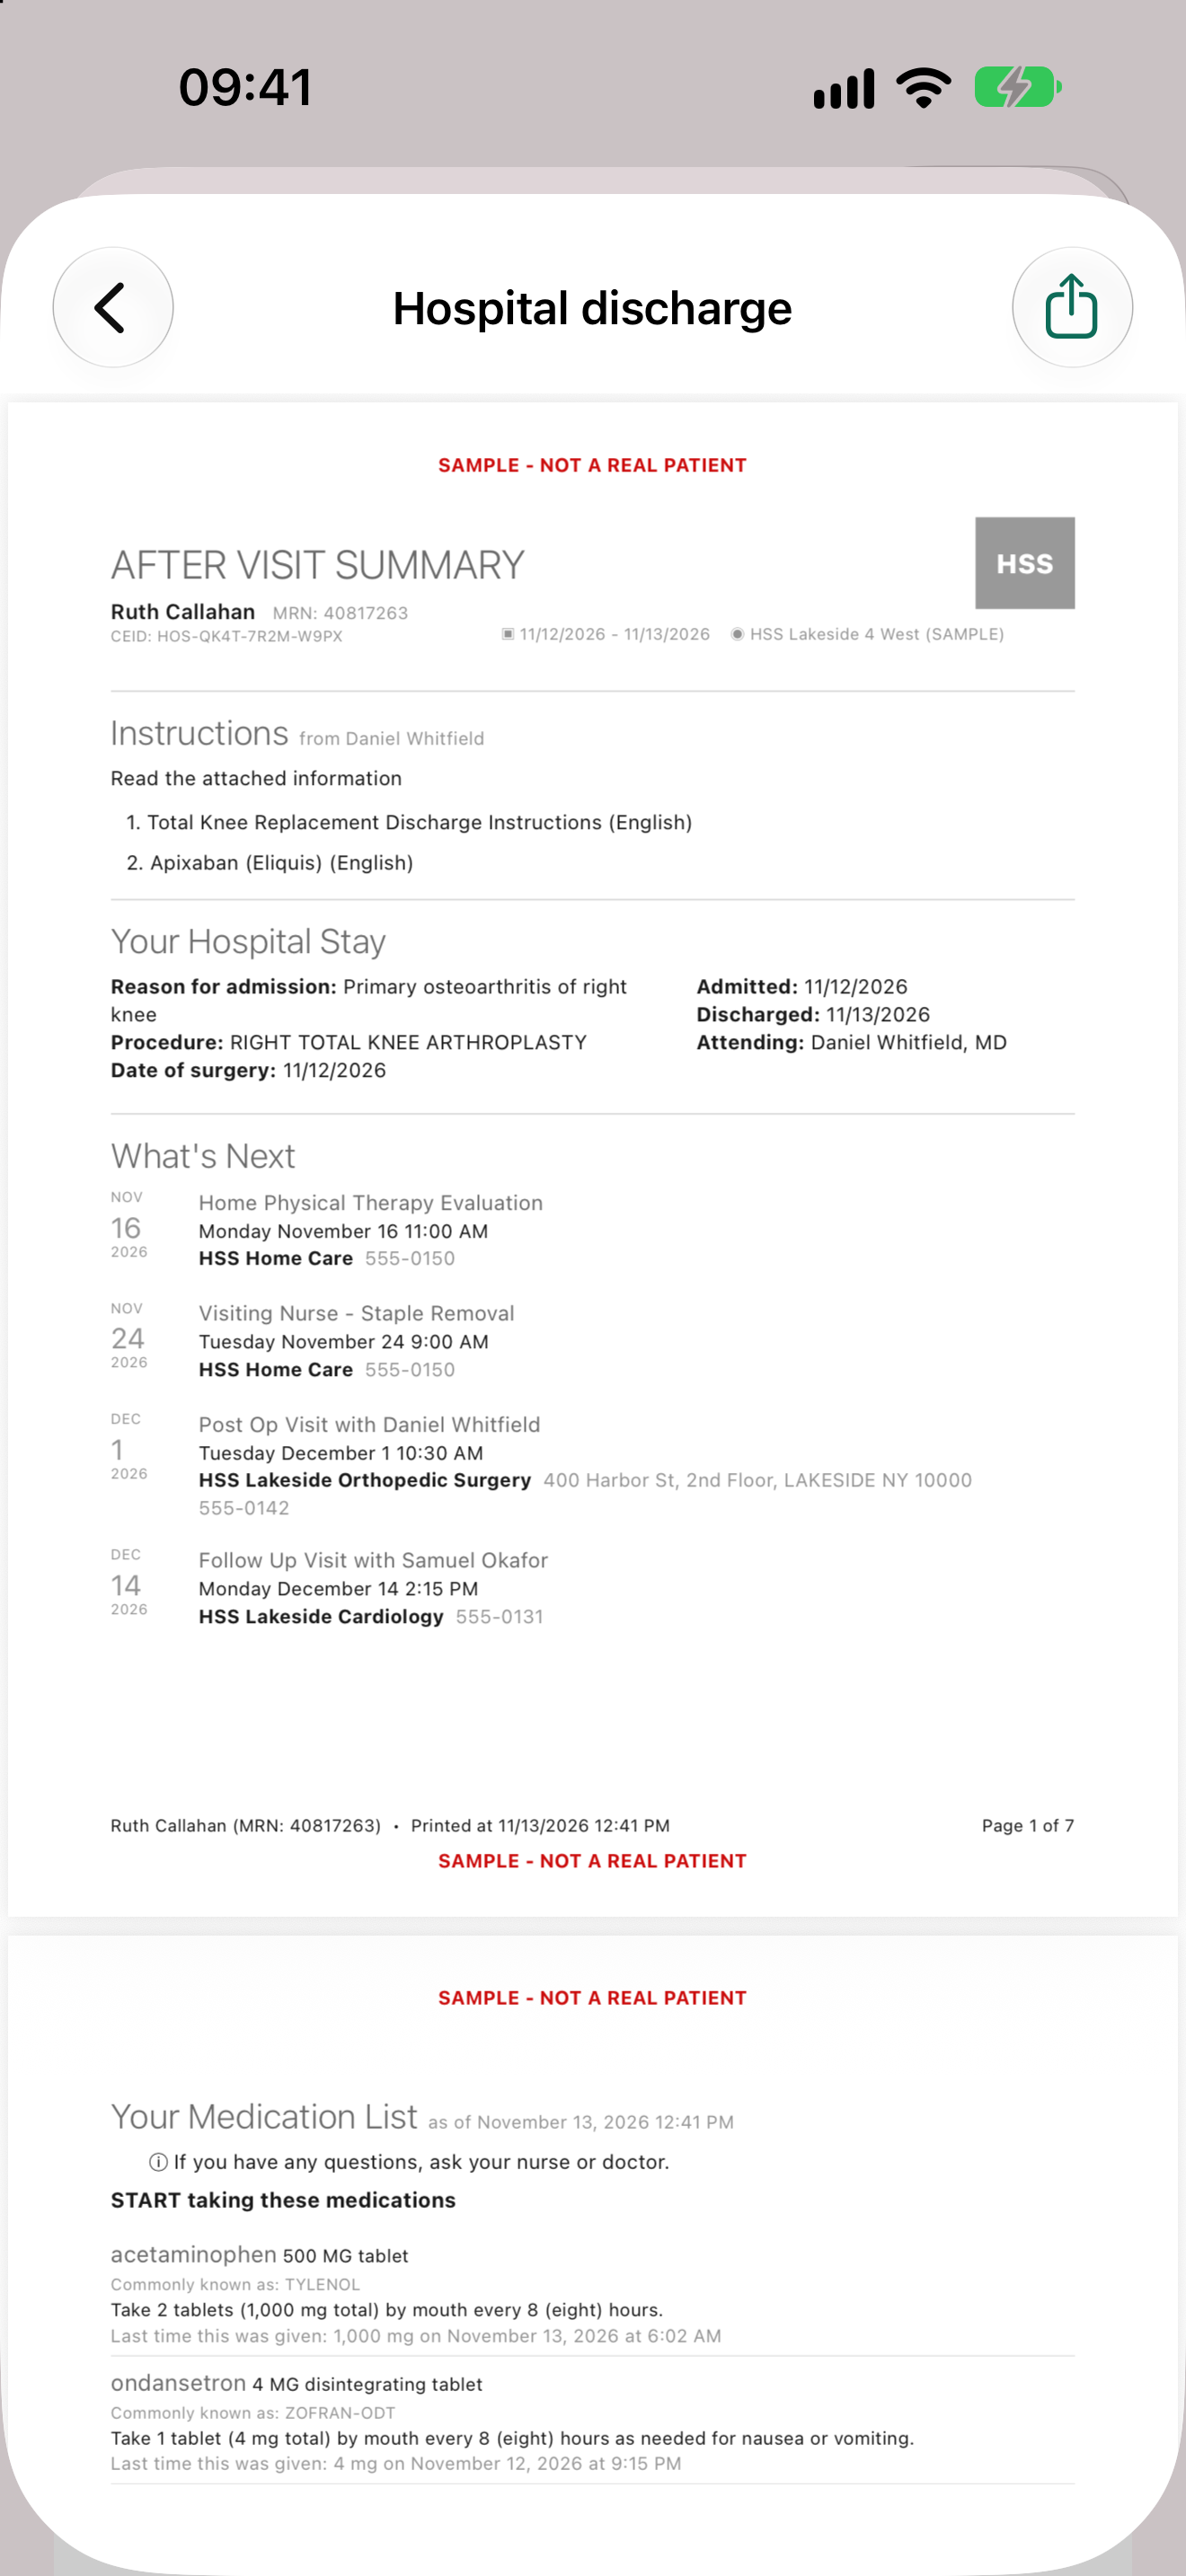 09:41
Hospital discharge
SAMPLE - NOT A REAL PATIENT
HSS
AFTER VISIT SUMMARY
Ruth Callahan MRN: 40817263
CEID: HOS-QK4T-7R2M-W9PX
11/12/2026 - 11/13/2026 HSS Lakeside 4 West (SAMPLE)
Instructions from Daniel Whitfield
Read the attached information
1. Total Knee Replacement Discharge Instructions (English)
2. Apixaban (Eliquis) (English)
Your Hospital Stay
Reason for admission: Primary osteoarthritis of right
knee
Procedure: RIGHT TOTAL KNEE ARTHROPLASTY
Date of surgery: 11/12/2026
Admitted: 11/12/2026
Discharged: 11/13/2026
Attending: Daniel Whitfield, MD
What's Next
NOV
16
2026
Home Physical Therapy Evaluation
Monday November 16 11:00 AM
HSS Home Care 555-0150
NOV
24
2026
Visiting Nurse - Staple Removal
Tuesday November 24 9:00 AM
HSS Home Care 555-0150
DEC
1
2026
Post Op Visit with Daniel Whitfield
Tuesday December 1 10:30 AM
HSS Lakeside Orthopedic Surgery 400 Harbor St, 2nd Floor, LAKESIDE NY 10000
555-0142
DEC
14
2026
Follow Up Visit with Samuel Okafor
Monday December 14 2:15 PM
HSS Lakeside Cardiology 555-0131
Ruth Callahan (MRN: 40817263) • Printed at 11/13/2026 12:41 PM Page 1 of 7
SAMPLE - NOT A REAL PATIENT
SAMPLE - NOT A REAL PATIENT
Your Medication List as of November 13, 2026 12:41 PM
ⓘ If you have any questions, ask your nurse or doctor.
START taking these medications
acetaminophen 500 MG tablet
Commonly known as: TYLENOL
Take 2 tablets (1,000 mg total) by mouth every 8 (eight) hours.
Last time this was given: 1,000 mg on November 13, 2026 at 6:02 AM
ondansetron 4 MG disintegrating tablet
Commonly known as: ZOFRAN-ODT
Take 1 tablet (4 mg total) by mouth every 8 (eight) hours as needed for nausea or vomiting.
Last time this was given: 4 mg on November 12, 2026 at 9:15 PM